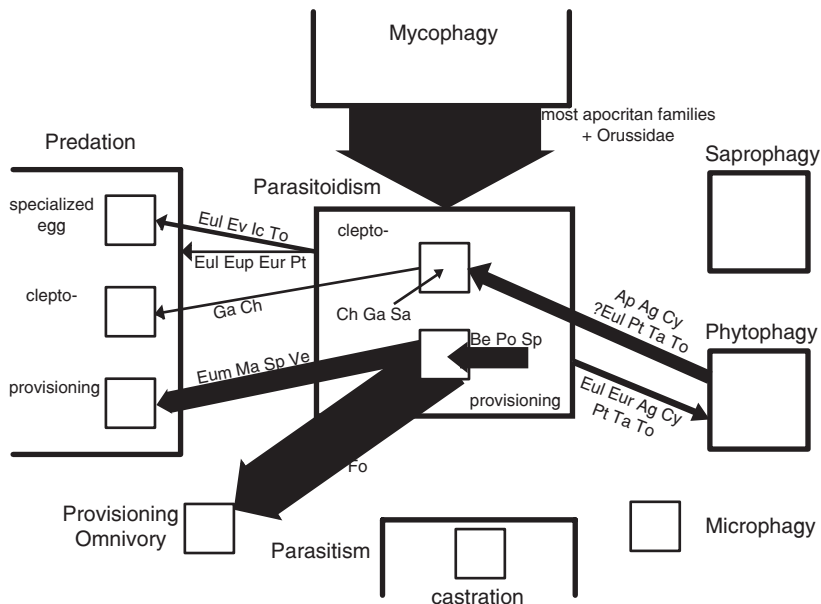 Mycophagy
most apocritan families
+ Orussidae
Predation
Saprophagy
Parasitoidism
specialized
egg
clepto-
Eul Ev Ic To
Eul Eup Eur Pt
clepto-
Ga Ch
Ch Ga Sa
Ap Ag Cy
?Eul Pt Ta To
Phytophagy
Be Po Sp
Eum Ma Sp Ve
provisioning
provisioning
Eul Eur Ag Cy
Pt Ta To
Fo
Provisioning
Omnivory
Parasitism
Microphagy
castration